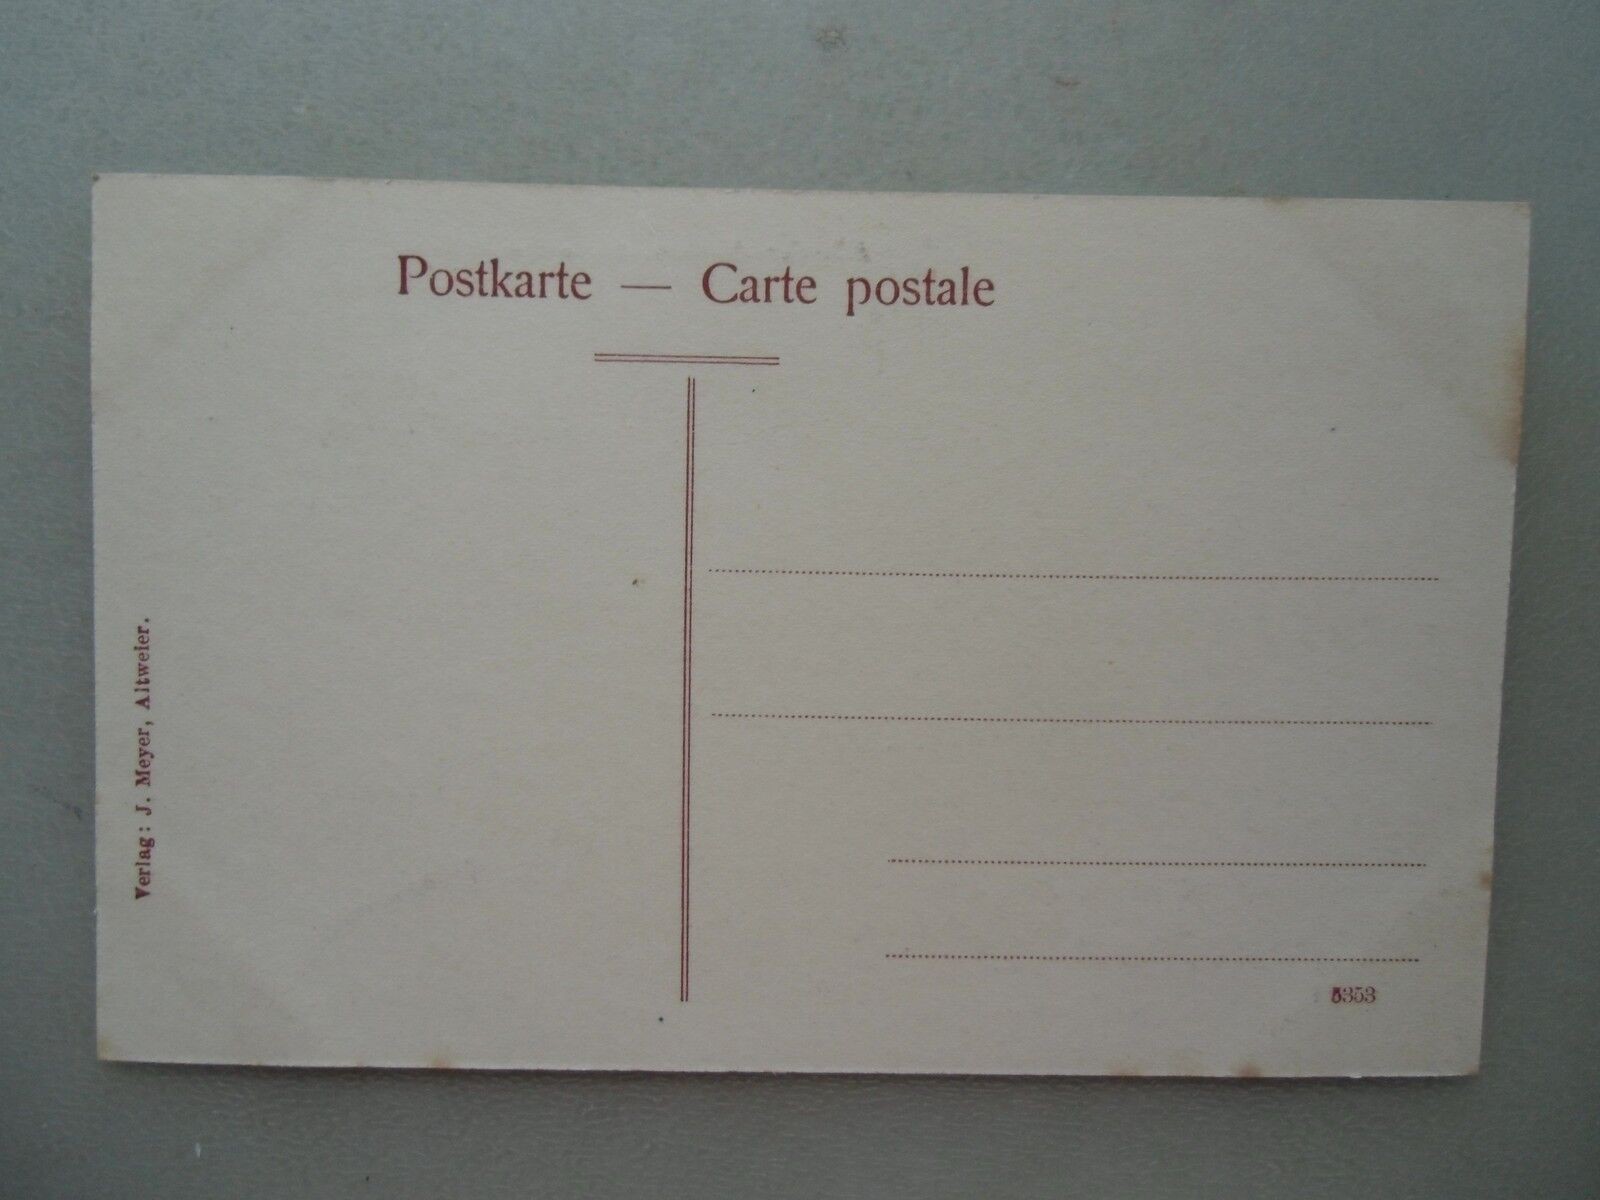 Postkarte — Carte postale
Verlag: J. Meyer, Altweier.
5353